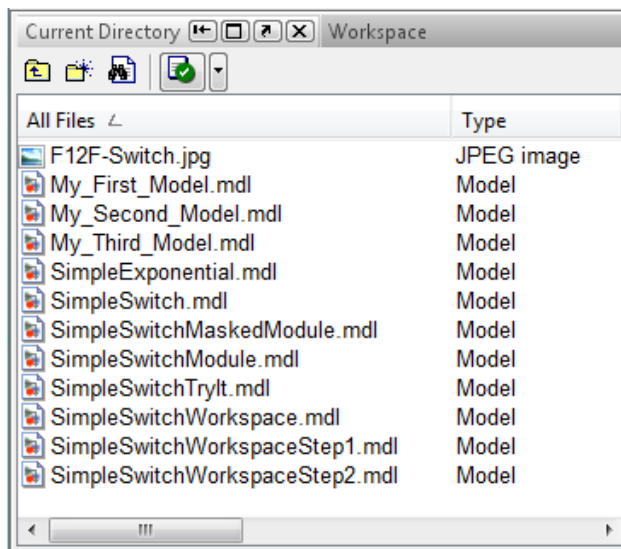 Current Directory Workspace
All Files Type
F12F-Switch.jpg JPEG image
My_First_Model.mdl Model
My_Second_Model.mdl Model
My_Third_Model.mdl Model
SimpleExponential.mdl Model
SimpleSwitch.mdl Model
SimpleSwitchMaskedModule.mdl Model
SimpleSwitchModule.mdl Model
SimpleSwitchTryIt.mdl Model
SimpleSwitchWorkspace.mdl Model
SimpleSwitchWorkspaceStep1.mdl Model
SimpleSwitchWorkspaceStep2.mdl Model